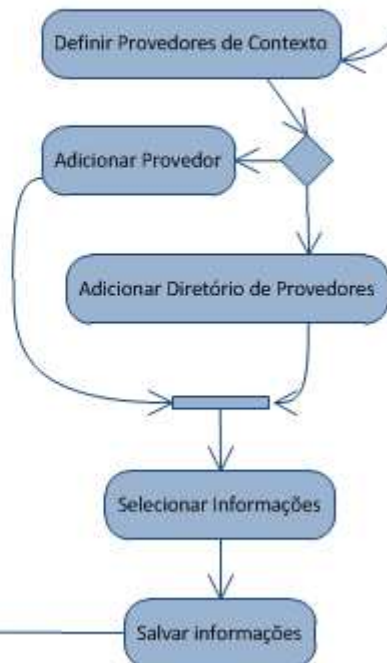 Definir Provedores de Contexto
Adicionar Provedor
Adicionar Diretório de Provedores
Selecionar Informações
Salvar informações